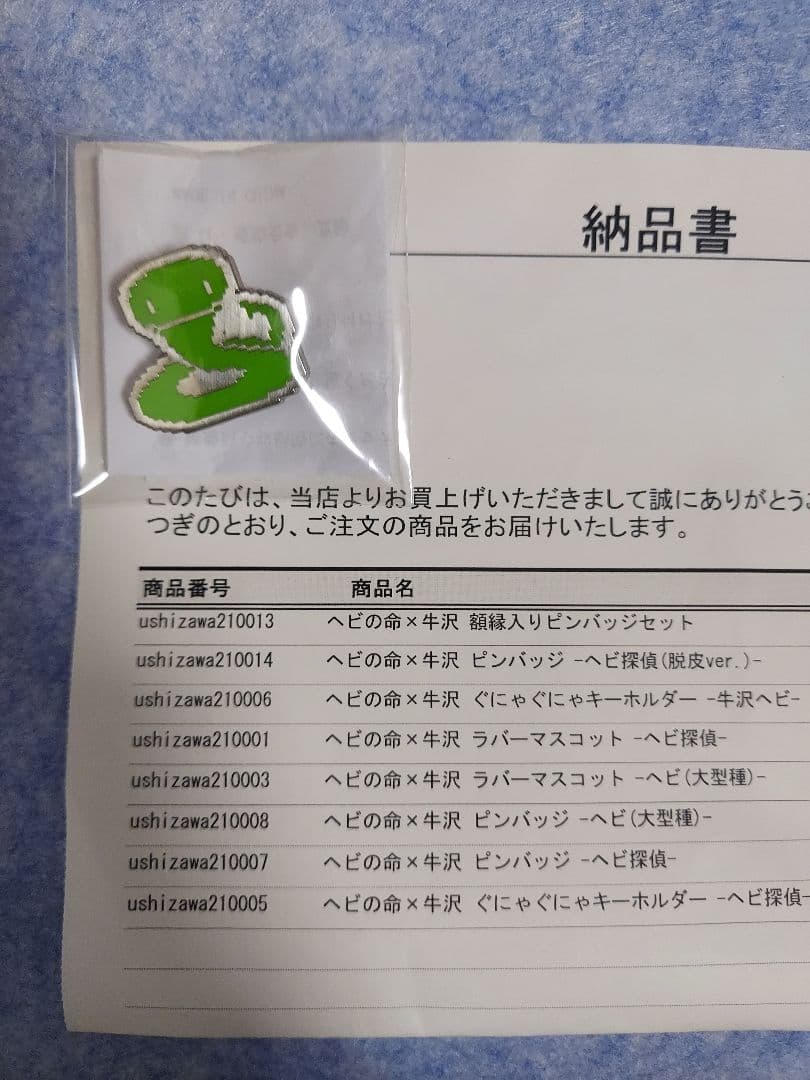 納品書
このたびは、当店よりお買上げいただきまして誠にありがとう
つぎのとおり、ご注文の商品をお届けいたします。
商品番号 商品名
ushizawa210013 ヘビの命×牛沢 額縁入りピンバッジセット
ushizawa210014 ヘビの命×牛沢 ピンバッジ -ヘビ探偵(脱皮ver.)-
ushizawa210006 ヘビの命×牛沢 ぐにゃぐにゃキーホルダー -牛沢ヘビ-
ushizawa210001 ヘビの命×牛沢 ラバーマスコット -ヘビ探偵-
ushizawa210003 ヘビの命×牛沢 ラバーマスコット -ヘビ(大型種)-
ushizawa210008 ヘビの命×牛沢 ピンバッジ -ヘビ(大型種)-
ushizawa210007 ヘビの命×牛沢 ピンバッジ -ヘビ探偵-
ushizawa210005 ヘビの命×牛沢 ぐにゃぐにゃキーホルダー -ヘビ探偵-